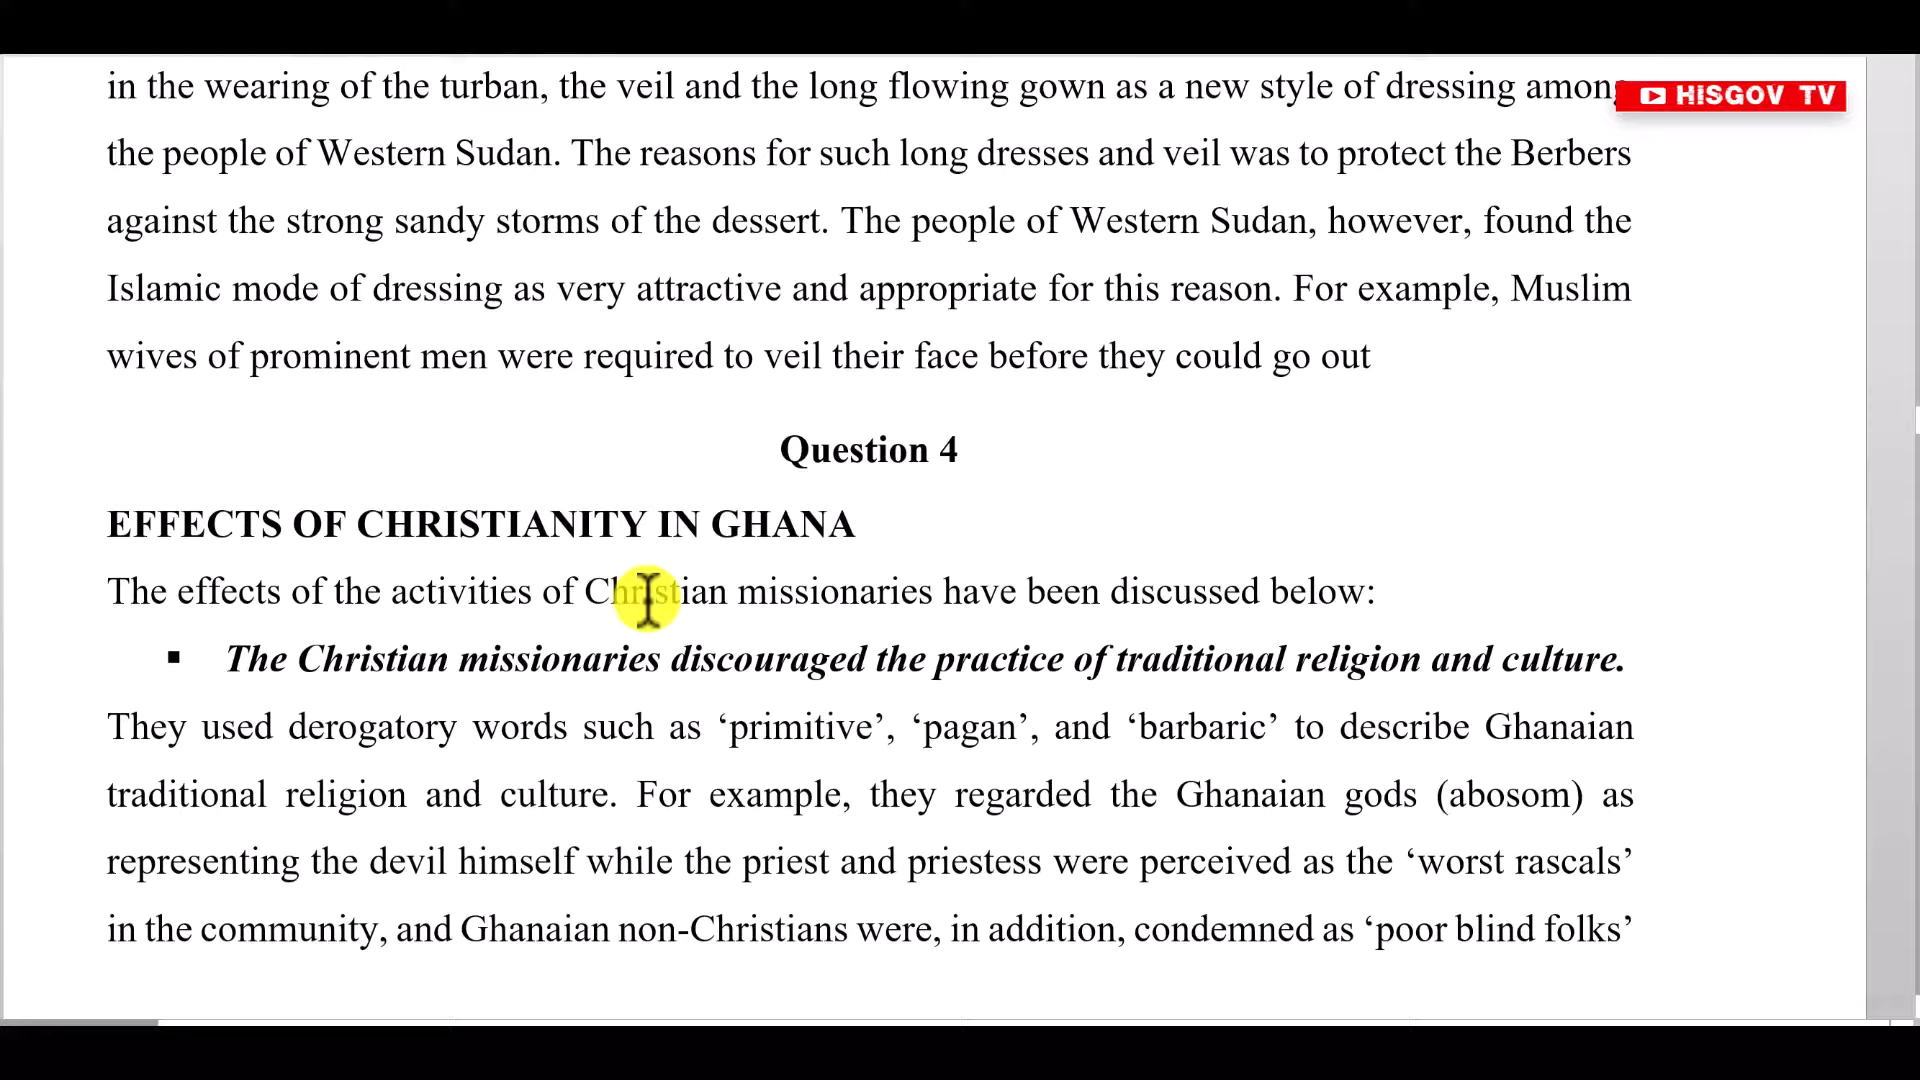 in the wearing of the turban, the veil and the long flowing gown as a new style of dressing among
HISGOV TV
the people of Western Sudan. The reasons for such long dresses and veil was to protect the Berbers
against the strong sandy storms of the dessert. The people of Western Sudan, however, found the
Islamic mode of dressing as very attractive and appropriate for this reason. For example, Muslim
wives of prominent men were required to veil their face before they could go out
Question 4
EFFECTS OF CHRISTIANITY IN GHANA
The effects of the activities of Christian missionaries have been discussed below:
▪ The Christian missionaries discouraged the practice of traditional religion and culture.
They used derogatory words such as ‘primitive’, ‘pagan’, and ‘barbaric’ to describe Ghanaian
traditional religion and culture. For example, they regarded the Ghanaian gods (abosom) as
representing the devil himself while the priest and priestess were perceived as the ‘worst rascals’
in the community, and Ghanaian non-Christians were, in addition, condemned as ‘poor blind folks’